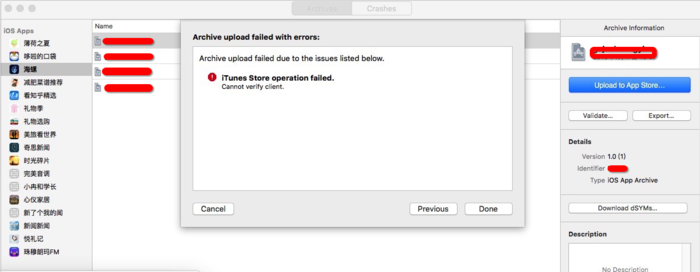 Archives
Crashes
iOS Apps
薄荷之夏
哆啦的口袋
海螺
减肥菜谱推荐
看知乎精选
礼物季
礼物选购
美旅看世界
奇思新闻
时光碎片
完美音调
小冉和学长
心仪家居
新了个我的闻
新闻新闻
悦礼记
珠穆朗玛FM
Name
Archive upload failed with errors:
Archive upload failed due to the issues listed below.
iTunes Store operation failed.
Cannot verify client.
Cancel
Previous
Done
Archive Information
Upload to App Store...
Validate...
Export...
Details
Version 1.0 (1)
Identifier
Type iOS App Archive
Download dSYMs...
Description
No Description